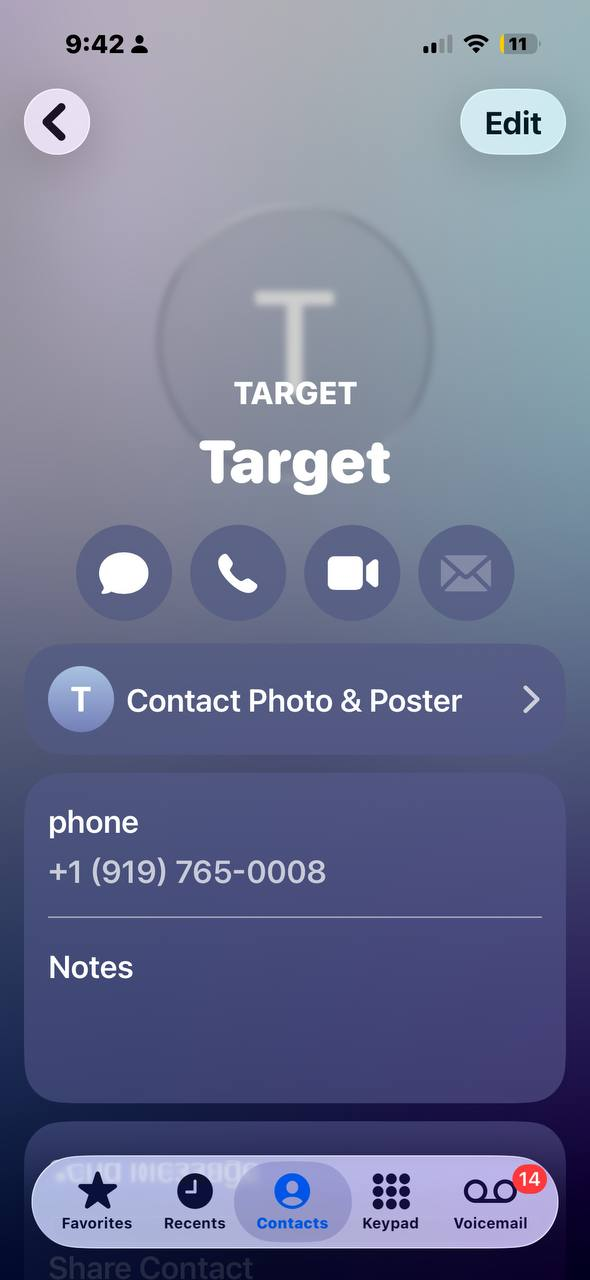 9:42
11
Edit
T
TARGET
Target
T Contact Photo & Poster
phone
+1 (919) 765-0008
Notes
14
Favorites Recents Contacts Keypad Voicemail
Share Contact